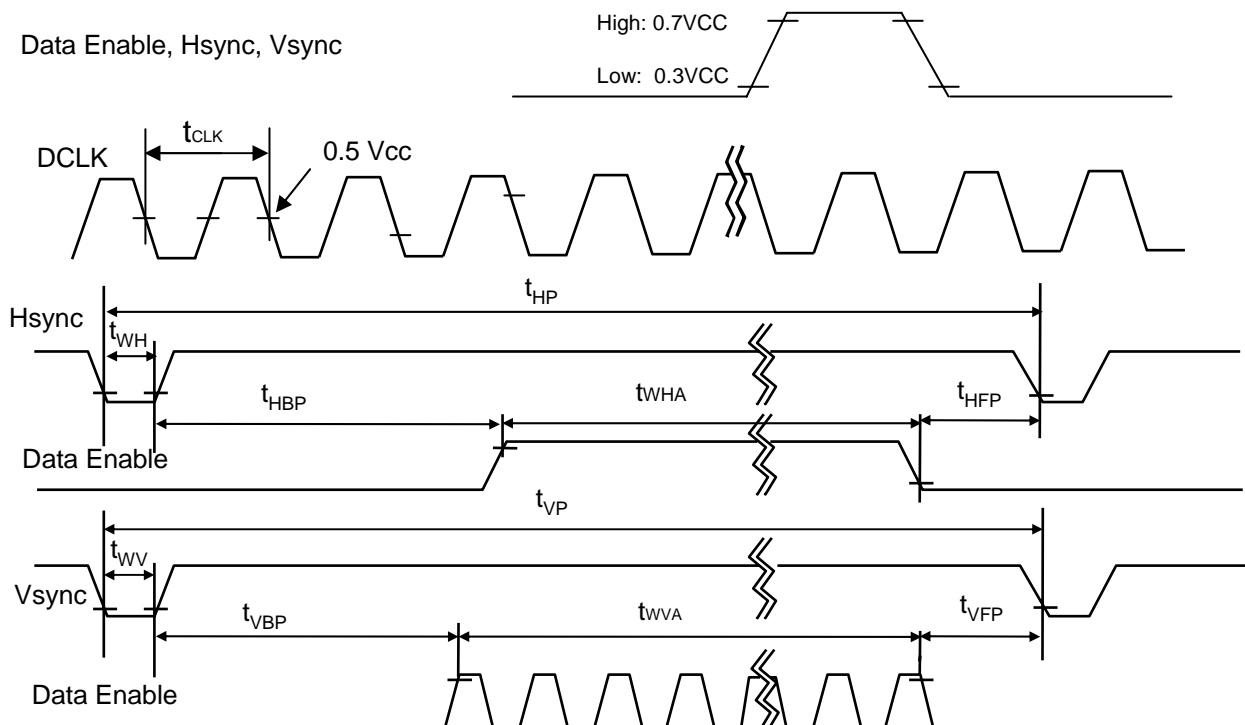 High: 0.7VCC
Data Enable, Hsync, Vsync
Low: 0.3VCC
tCLK
DCLK
0.5 Vcc
tHP
Hsync
tWH
tHBP
tWHA
tHFP
Data Enable
tVP
tWV
Vsync
tVBP
tWVA
tVFP
Data Enable